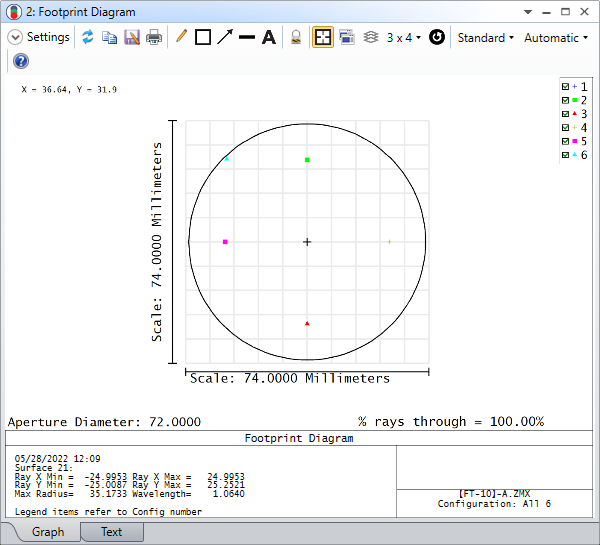 2: Footprint Diagram
Settings
3 x 4
Standard
Automatic
X = 36.64, Y = 31.9
1
2
3
4
5
6
Scale: 74.0000 Millimeters
Scale: 74.0000 Millimeters
Aperture Diameter: 72.0000 % rays through = 100.00%
Footprint Diagram
05/28/2022 12:09
Surface 21:
Ray X Min = -24.9953 Ray X Max = 24.9953
Ray Y Min = -25.0087 Ray Y Max = 25.2521
Max Radius= 35.1733 Wavelength= 1.0640
Legend items refer to Config number
[FT-10]-A.ZMX
Configuration: All 6
Graph
Text